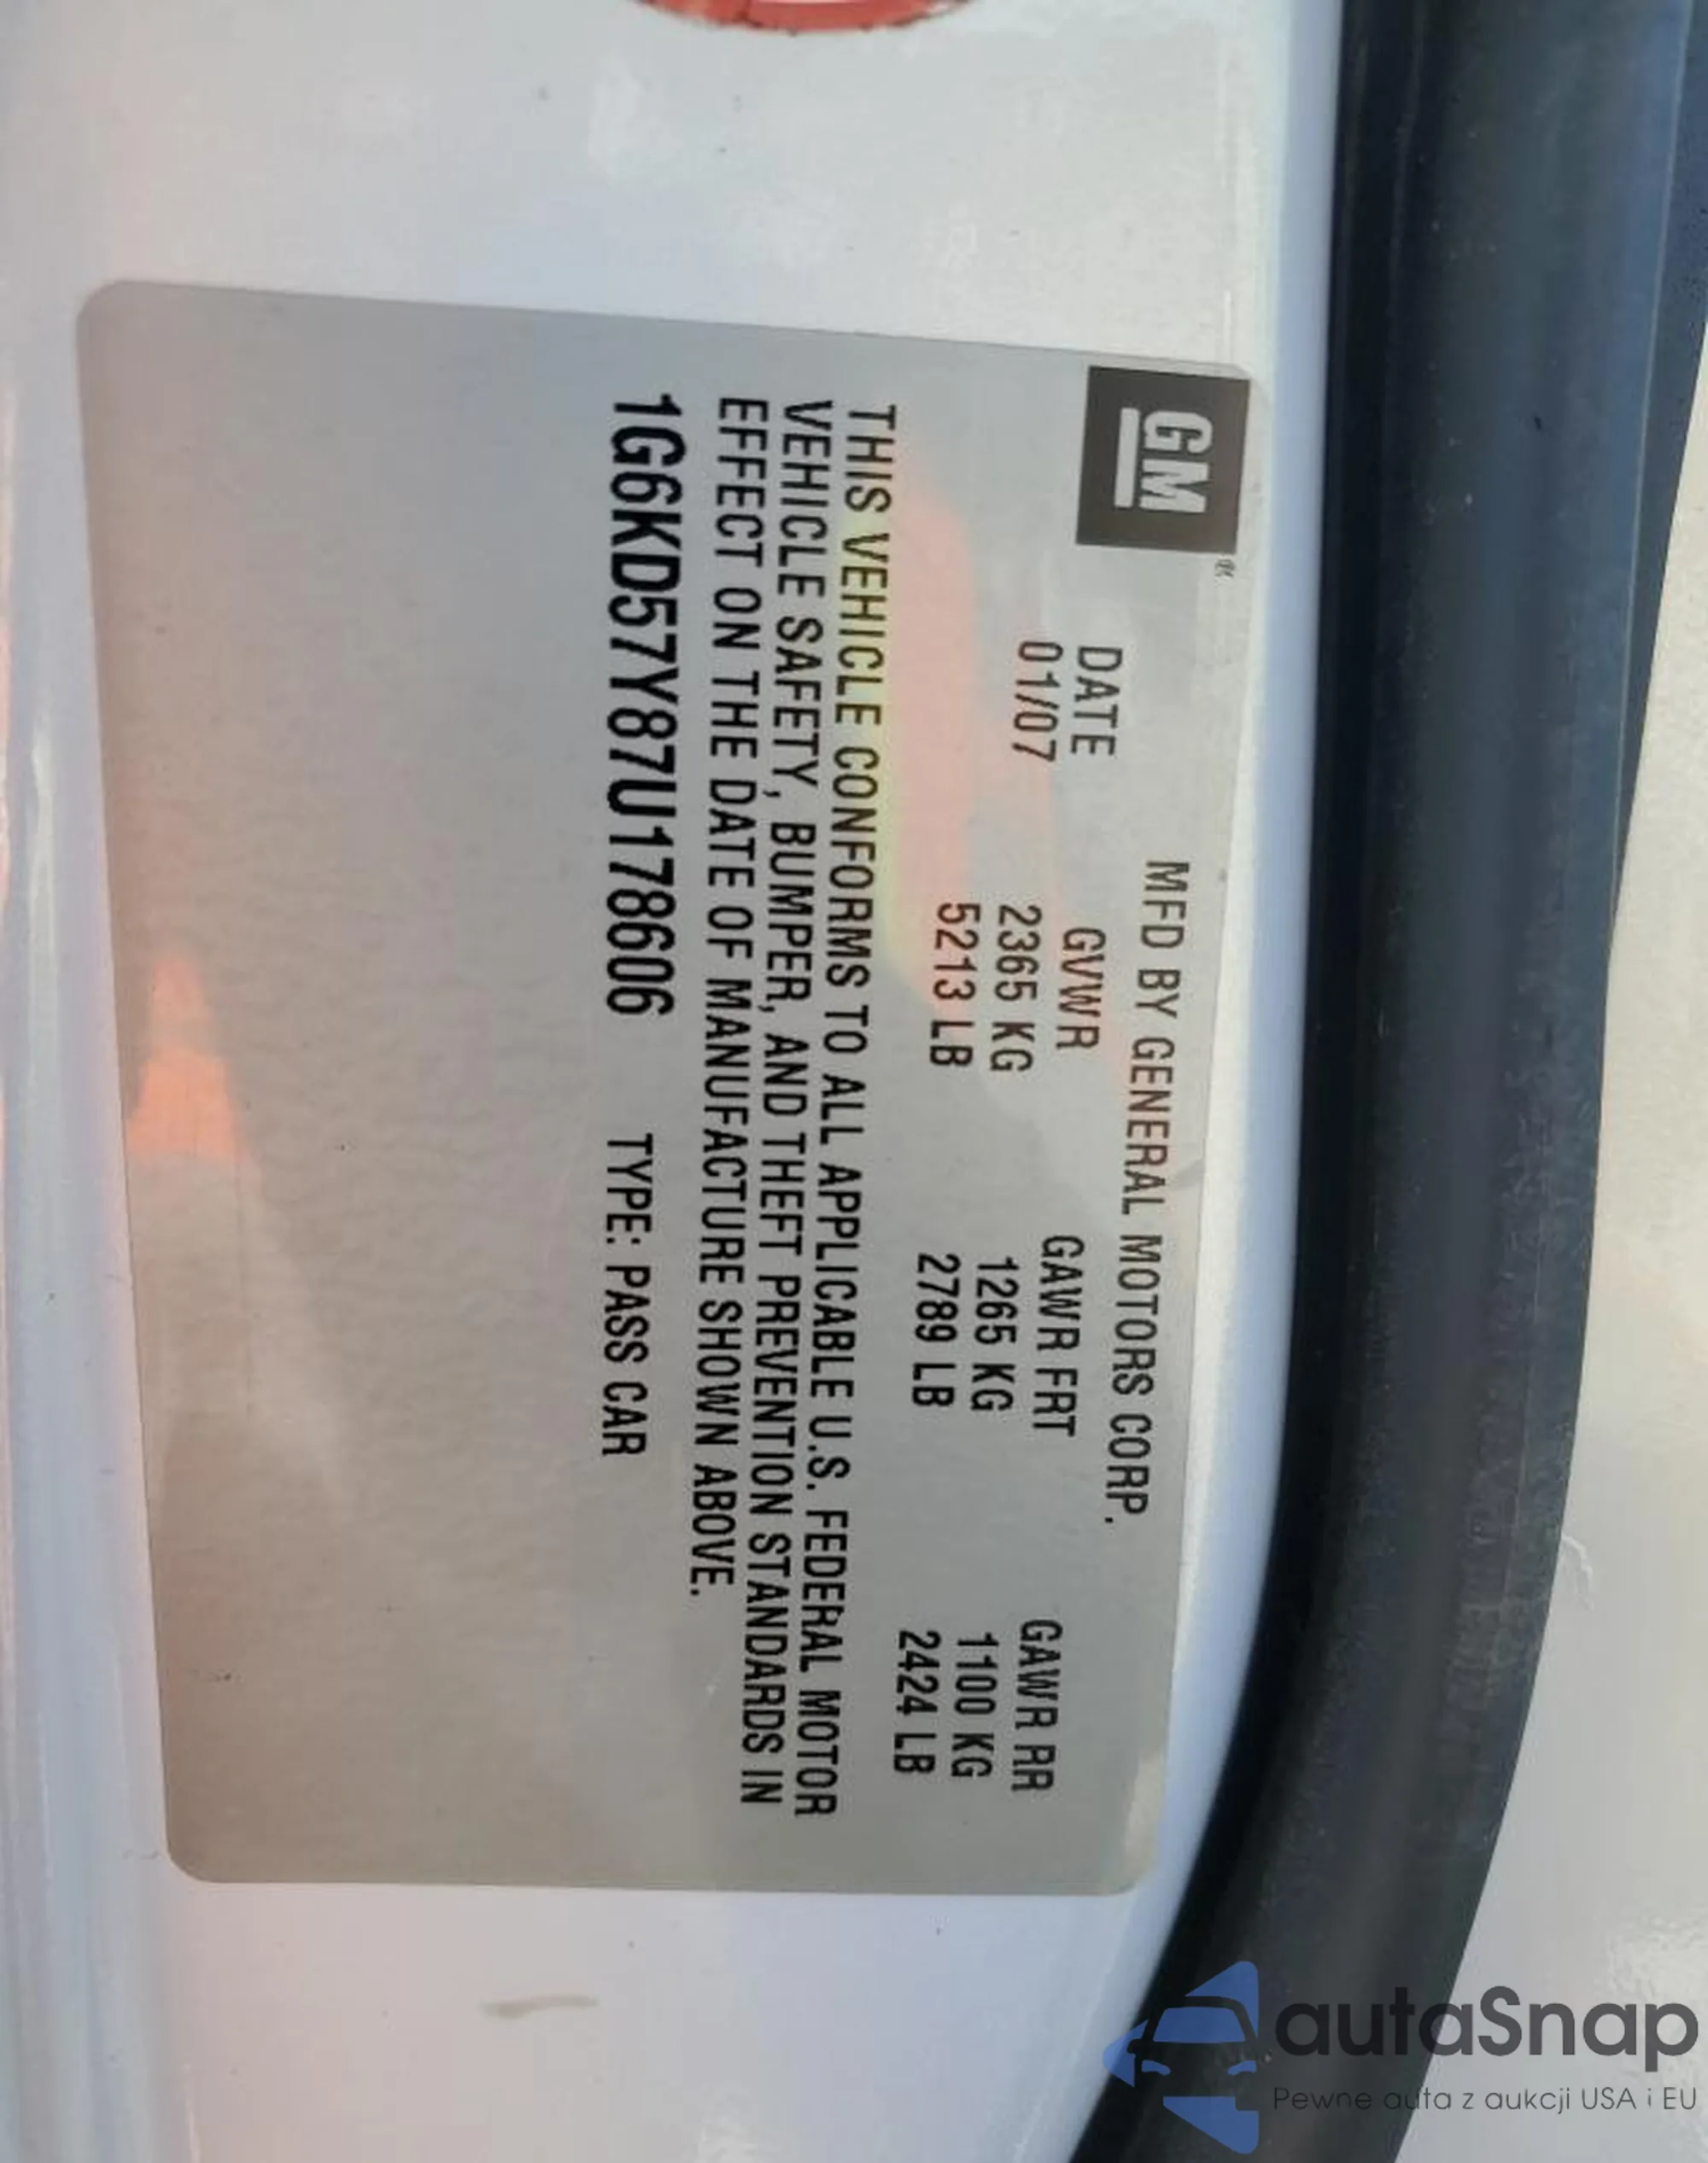 GM
MFD BY GENERAL MOTORS CORP.
DATE GVWR GAWR FRT GAWR RR
01/07 2365 KG 1265 KG 1100 KG
5213 LB 2789 LB 2424 LB
THIS VEHICLE CONFORMS TO ALL APPLICABLE U.S. FEDERAL MOTOR
VEHICLE SAFETY, BUMPER, AND THEFT PREVENTION STANDARDS IN
EFFECT ON THE DATE OF MANUFACTURE SHOWN ABOVE.
1G6KD57Y87U178606 TYPE: PASS CAR
autaSnap
Pewne auta z aukcji USA i EU